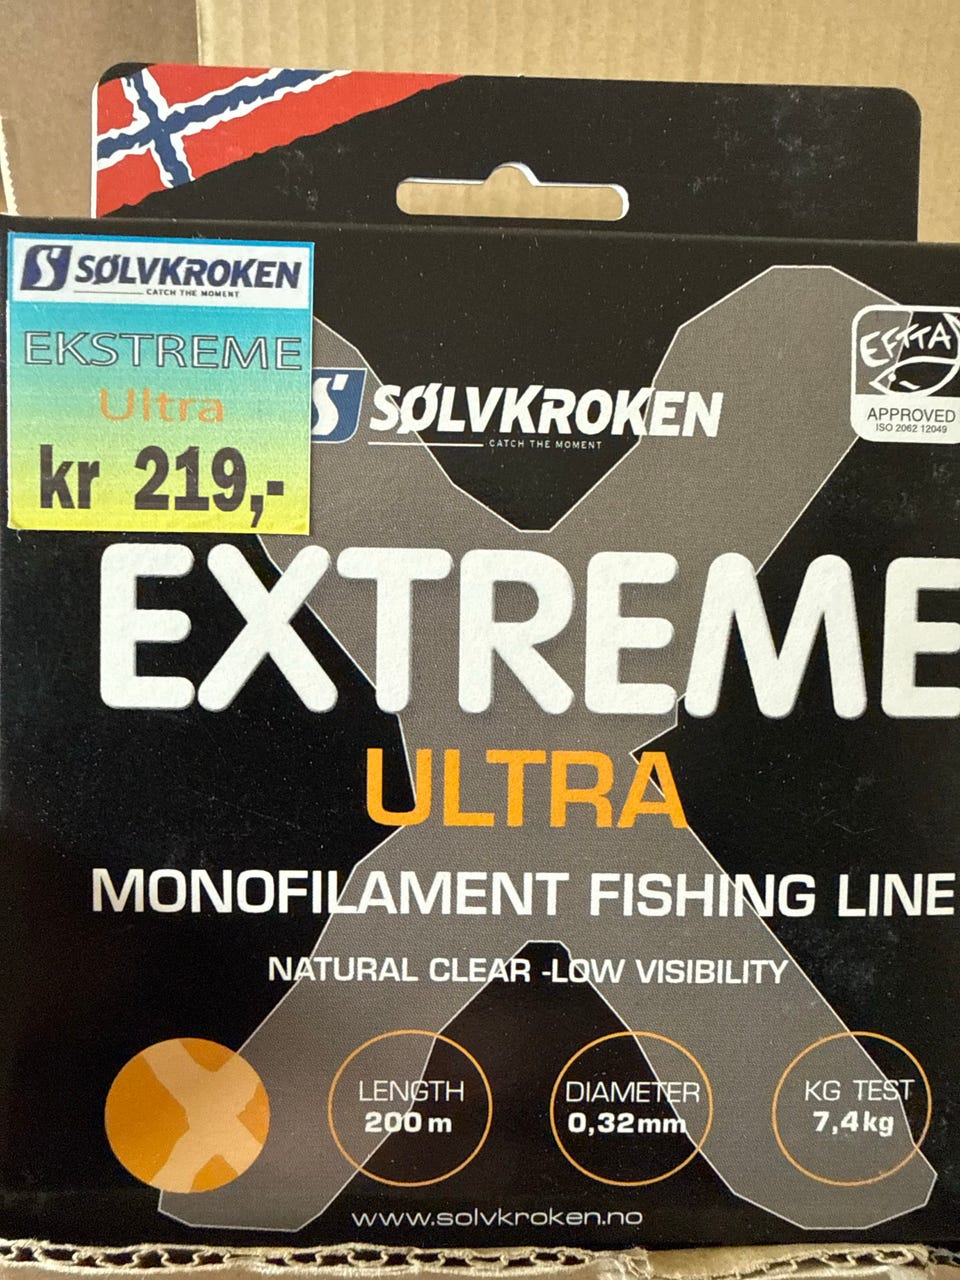 SØLVKROKEN
CATCH THE MOMENT
EKSTREME
Ultra
kr 219,-
SØLVKROKEN
CATCH THE MOMENT
EFTTA
APPROVED
ISO 2062 12049
EXTREME
ULTRA
MONOFILAMENT FISHING LINE
NATURAL CLEAR -LOW VISIBILITY
LENGTH
200 m
DIAMETER
0,32mm
KG TEST
7,4kg
www.solvkroken.no